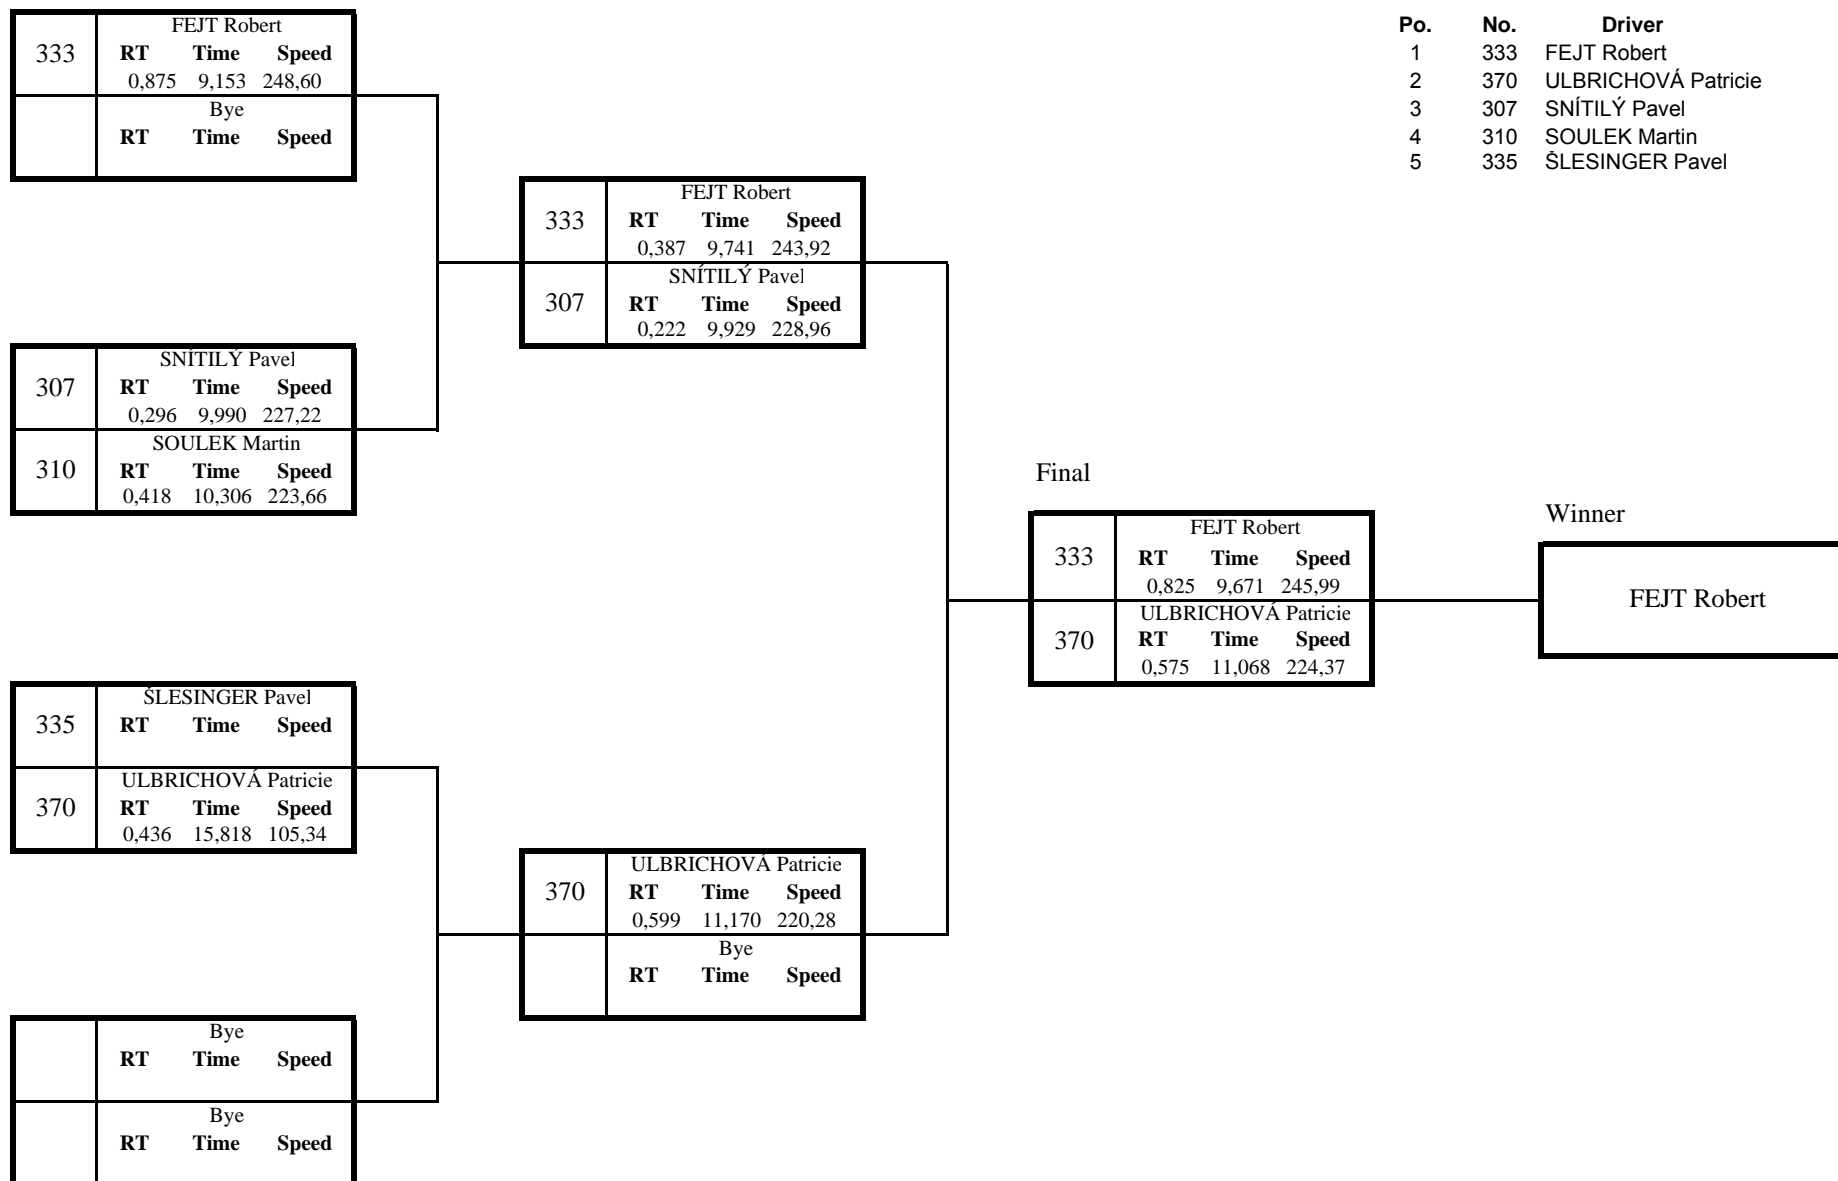 FEJT Robert
333 RT Time Speed
0,875 9,153 248,60
Bye
RT Time Speed
SNÍTILÝ Pavel
307 RT Time Speed
0,296 9,990 227,22
SOULEK Martin
310 RT Time Speed
0,418 10,306 223,66
ŠLESINGER Pavel
335 RT Time Speed
ULBRICHOVÁ Patricie
370 RT Time Speed
0,436 15,818 105,34
Bye
RT Time Speed
Bye
RT Time Speed
FEJT Robert
333 RT Time Speed
0,387 9,741 243,92
SNÍTILÝ Pavel
307 RT Time Speed
0,222 9,929 228,96
ULBRICHOVÁ Patricie
370 RT Time Speed
0,599 11,170 220,28
Bye
RT Time Speed
Final
FEJT Robert
333 RT Time Speed
0,825 9,671 245,99
ULBRICHOVÁ Patricie
370 RT Time Speed
0,575 11,068 224,37
Winner
FEJT Robert
Po. No. Driver
1 333 FEJT Robert
2 370 ULBRICHOVÁ Patricie
3 307 SNÍTILÝ Pavel
4 310 SOULEK Martin
5 335 ŠLESINGER Pavel